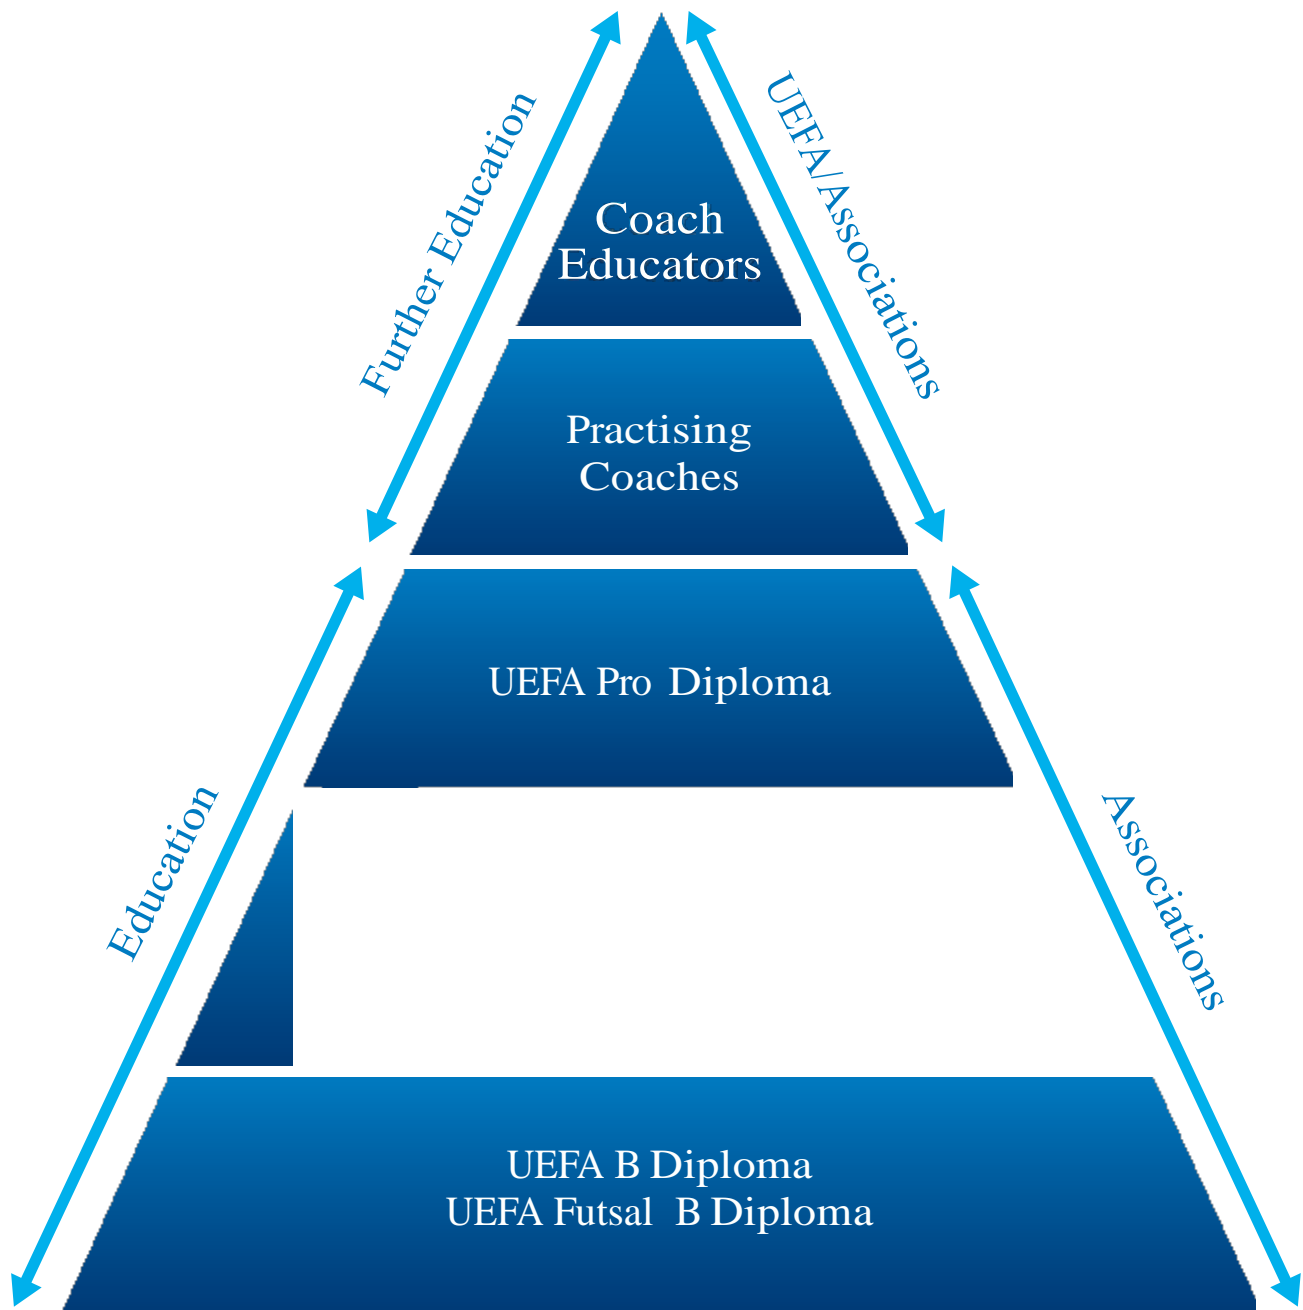 Coach
Educators
Further Education
UEFA/Associations
Practising
Coaches
UEFA Pro Diploma
Education
Associations
UEFA B Diploma
UEFA Futsal B Diploma